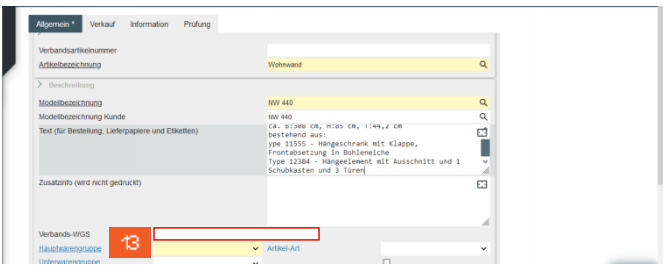 Allgemein * Verkauf Information Prüfung
Verbandsartikelnummer
Artikelbezeichnung Wohnwand
> Beschreibung
Modellbezeichnung NW 440
Modellbezeichnung Kunde NW 440
Text (für Bestellung, Lieferpapiere und Etiketten) ca. B:300 cm, H:85 cm, T:44,2 cm
bestehend aus:
ype 11555 - Hängeschrank mit Klappe,
Frontabsetzung in Bohleneiche
Type 12384 - Hängeelement mit Ausschnitt und 1
Schubkasten und 3 Türen
Zusatzinfo (wird nicht gedruckt)
Verbands-WGS
13
Hauptwarengruppe Artikel-Art
Unterwarengruppe